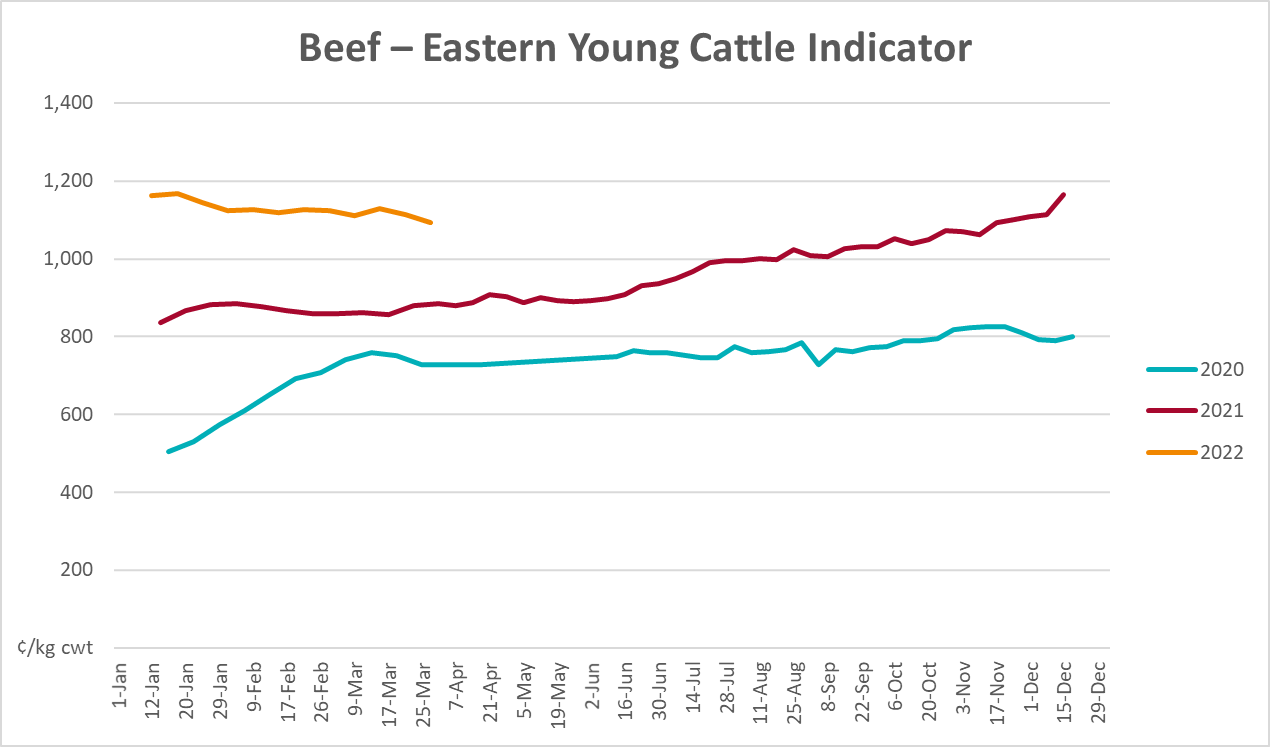 Beef – Eastern Young Cattle Indicator
1,400
1,200
1,000
800
600
400
200
¢/kg cwt
1-Jan
12-Jan
20-Jan
29-Jan
9-Feb
17-Feb
26-Feb
9-Mar
17-Mar
25-Mar
7-Apr
21-Apr
5-May
19-May
2-Jun
16-Jun
30-Jun
14-Jul
28-Jul
11-Aug
25-Aug
8-Sep
22-Sep
6-Oct
20-Oct
3-Nov
17-Nov
1-Dec
15-Dec
29-Dec
2020
2021
2022